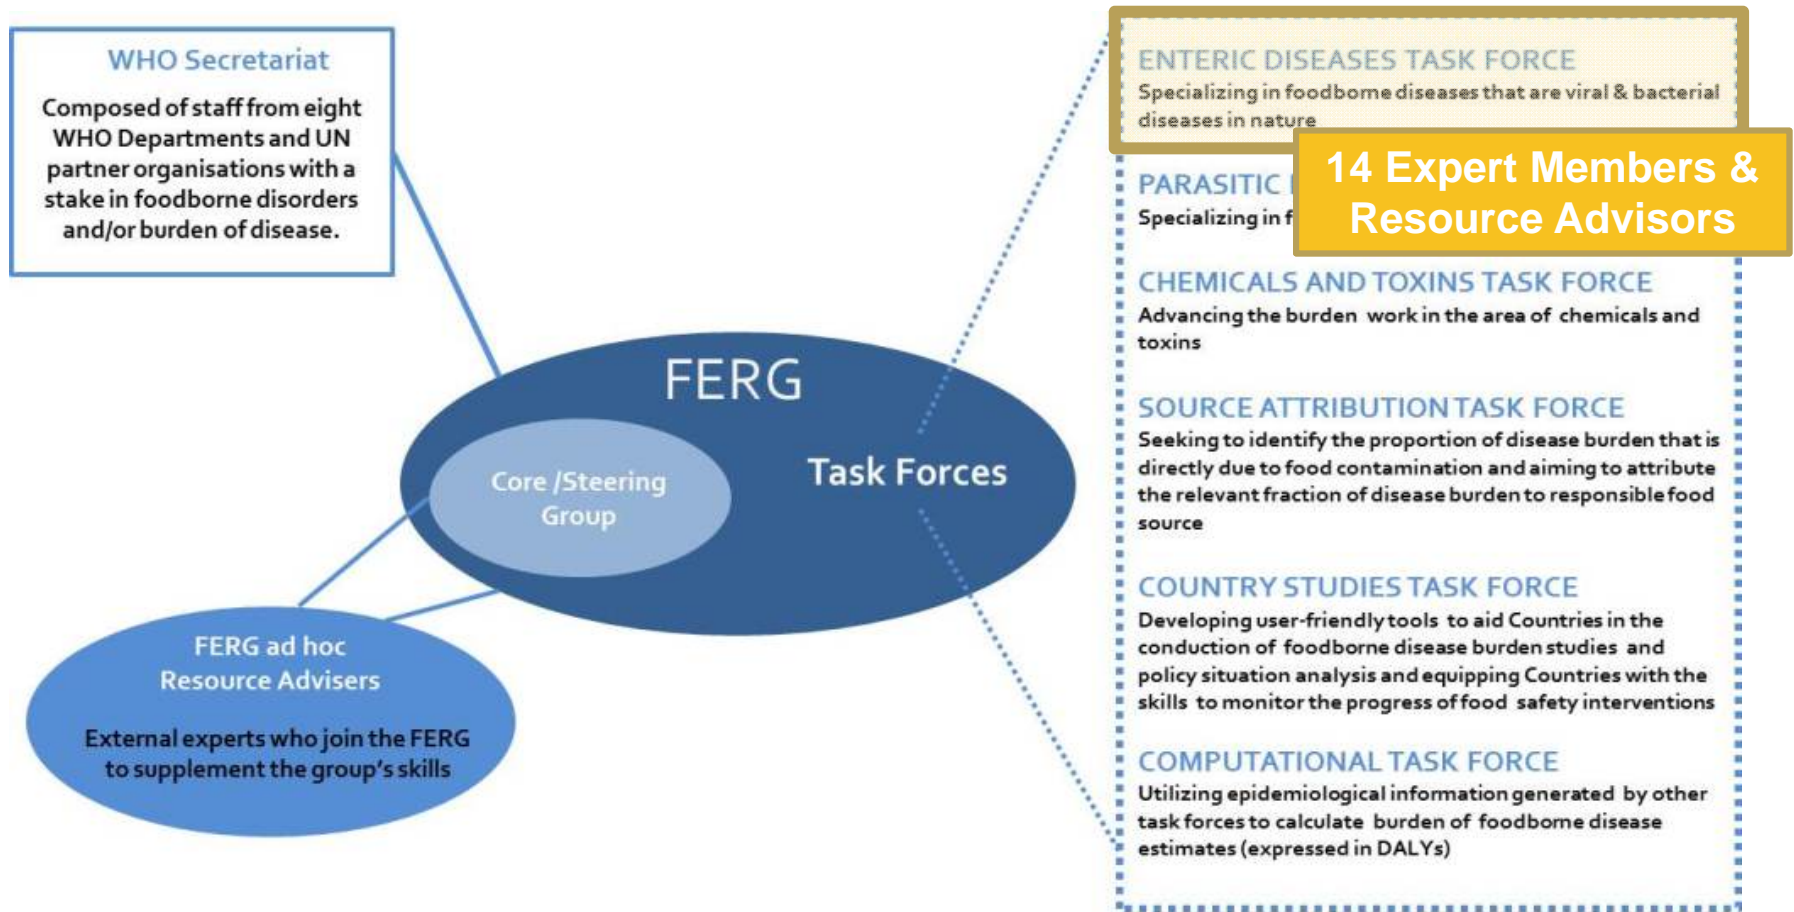 WHO Secretariat
Composed of staff from eight
WHO Departments and UN
partner organisations with a
stake in foodborne disorders
and/or burden of disease.
FERG
Core /Steering
Group
Task Forces
FERG ad hoc
Resource Advisers
External experts who join the FERG
to supplement the group's skills
ENTERIC DISEASES TASK FORCE
Specializing in foodborne diseases that are viral & bacterial
diseases in nature
14 Expert Members &
Resource Advisors
PARASITIC
Specializing in
CHEMICALS AND TOXINS TASK FORCE
Advancing the burden work in the area of chemicals and
toxins
SOURCE ATTRIBUTION TASK FORCE
Seeking to identify the proportion of disease burden that is
directly due to food contamination and aiming to attribute
the relevant fraction of disease burden to responsible food
source
COUNTRY STUDIES TASK FORCE
Developing user-friendly tools to aid Countries in the
conduction of foodborne disease burden studies and
policy situation analysis and equipping Countries with the
skills to monitor the progress of food safety interventions
COMPUTATIONAL TASK FORCE
Utilizing epidemiological information generated by other
task forces to calculate burden of foodborne disease
estimates (expressed in DALYs)